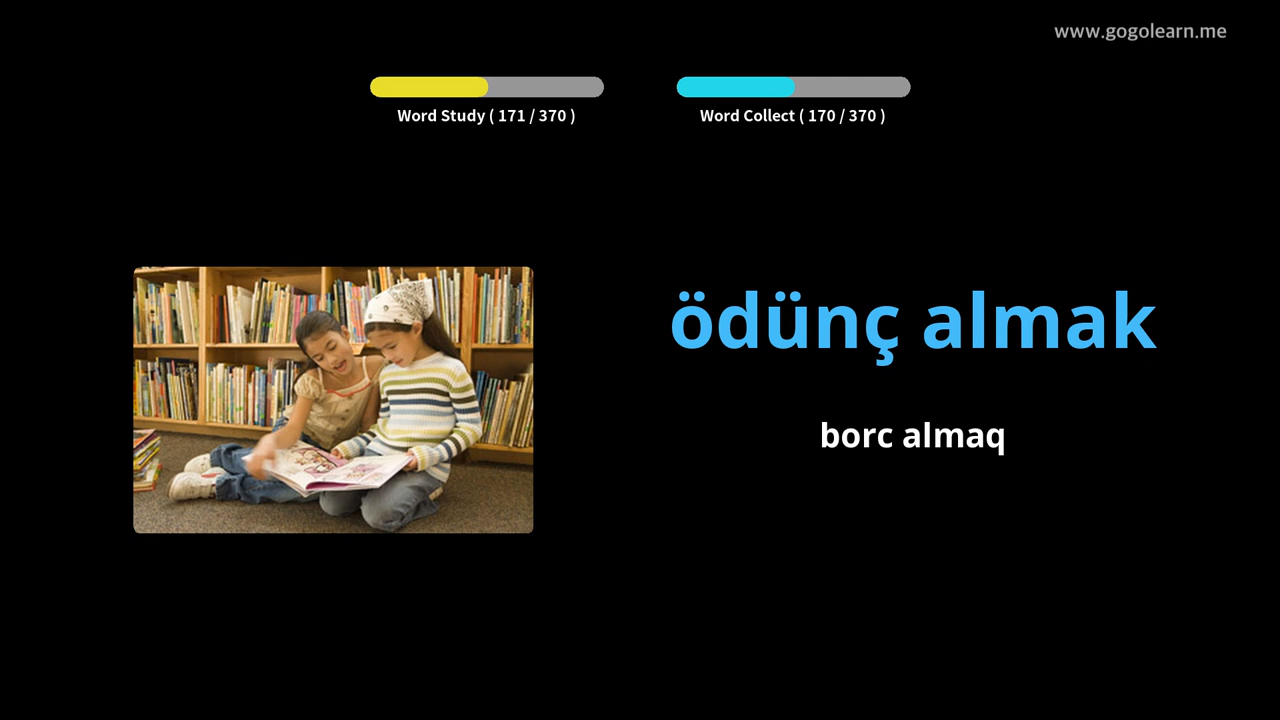 www.gogolearn.me
Word Study ( 171 / 370 )
Word Collect ( 170 / 370 )
ödünç almak
borc almaq